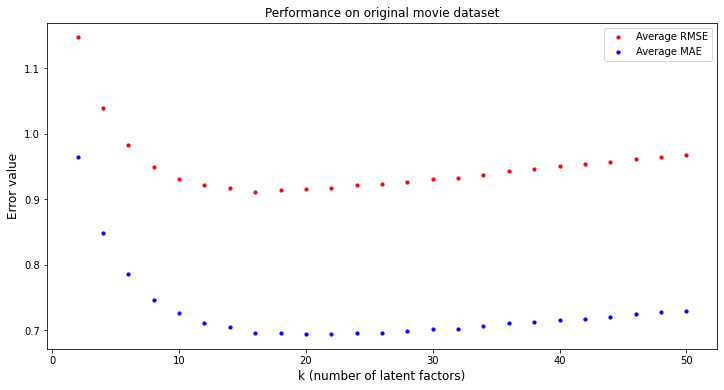 Performance on original movie dataset
Average RMSE
Average MAE
1.1
1.0
0.9
0.8
0.7
Error value
0 10 20 30 40 50
k (number of latent factors)